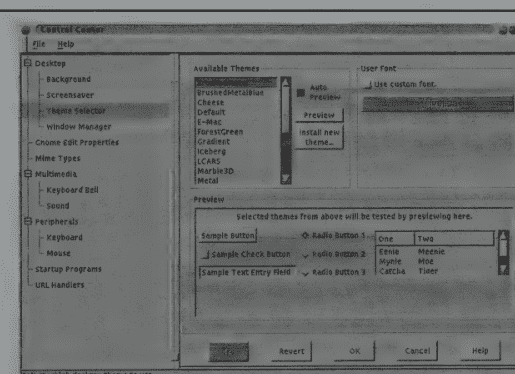 Control Center
File Help
Desktop
Background
Screensaver
Theme Selector
Window Manager
Gnome Edit Properties
Mime Types
Multimedia
Keyboard Bell
Sound
Peripherals
Keyboard
Mouse
Startup Programs
URL Handlers
Available Themes
BrushedMetalBlue
Cheese
Default
E-Mac
ForestGreen
Gradient
Iceberg
LCARS
Marble3D
Metal
Auto
Preview
Preview
Install new
theme...
User Font
Use custom font.
Preview
Selected themes from above will be tested by previewing here.
Sample Button
Radio Button 1
Sample Check Button
Radio Button 2
Sample Text Entry Field
Radio Button 3
One Two
Eenie Meenie
Mynie Moe
Catcha Tiger
Try
Revert
OK
Cancel
Help